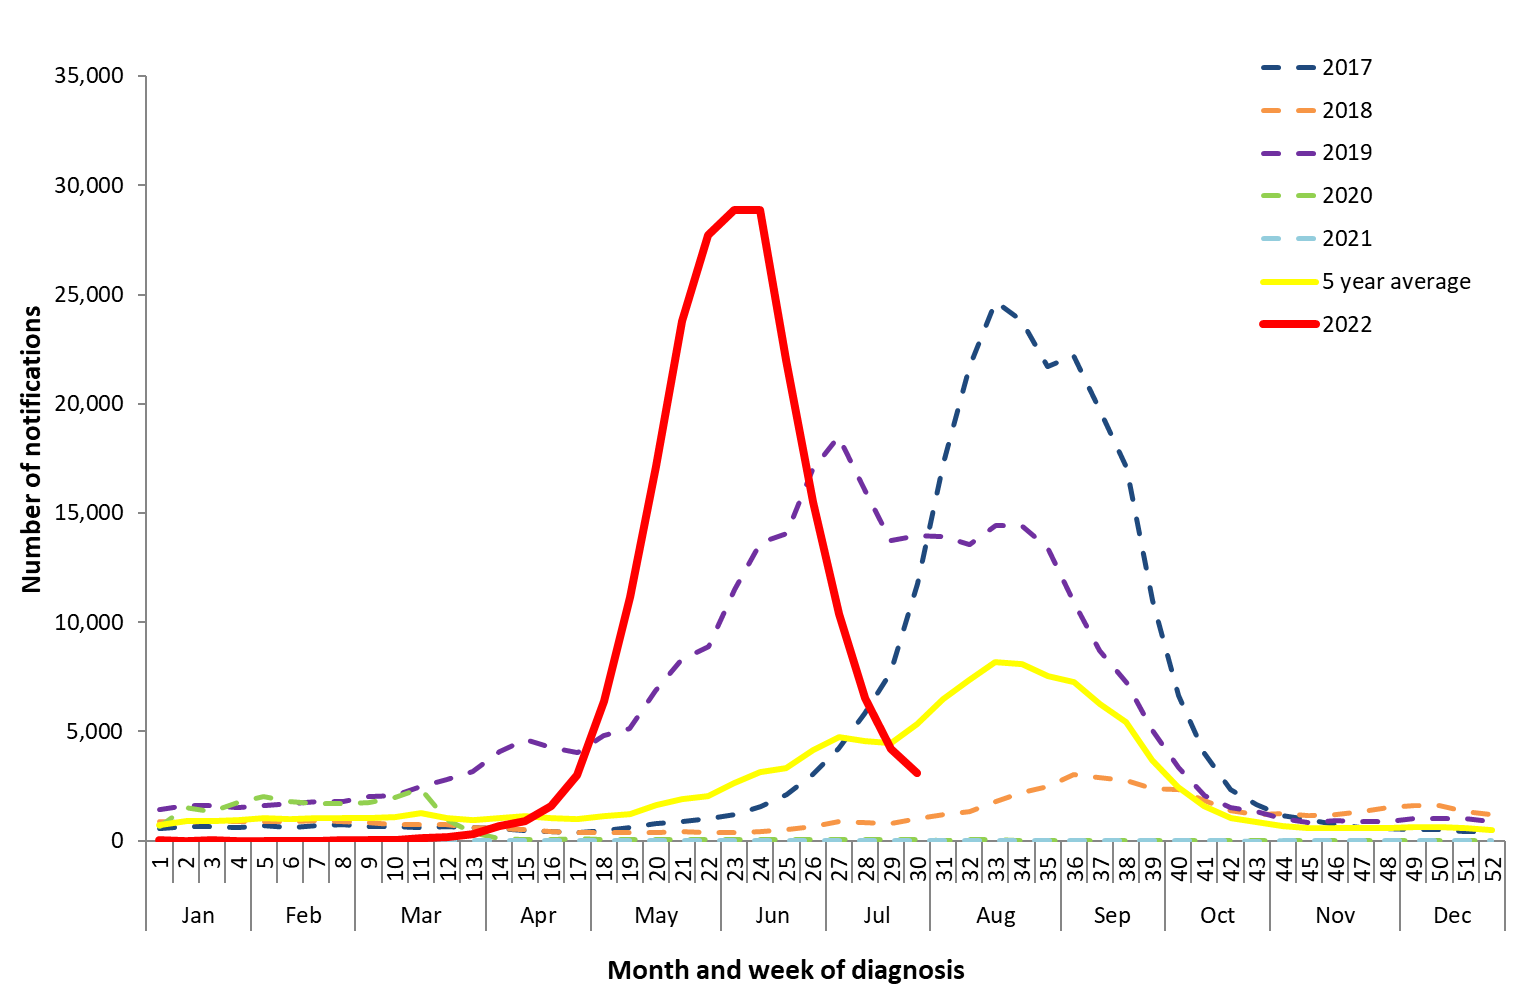 35,000
30,000
25,000
20,000
15,000
10,000
5,000
0
Number of notifications
2017
2018
2019
2020
2021
5 year average
2022
1 2 3 4 5 6 7 8 9 10 11 12 13 14 15 16 17 18 19 20 21 22 23 24 25 26 27 28 29 30 31 32 33 34 35 36 37 38 39 40 41 42 43 44 45 46 47 48 49 50 51 52
Jan Feb Mar Apr May Jun Jul Aug Sep Oct Nov Dec
Month and week of diagnosis